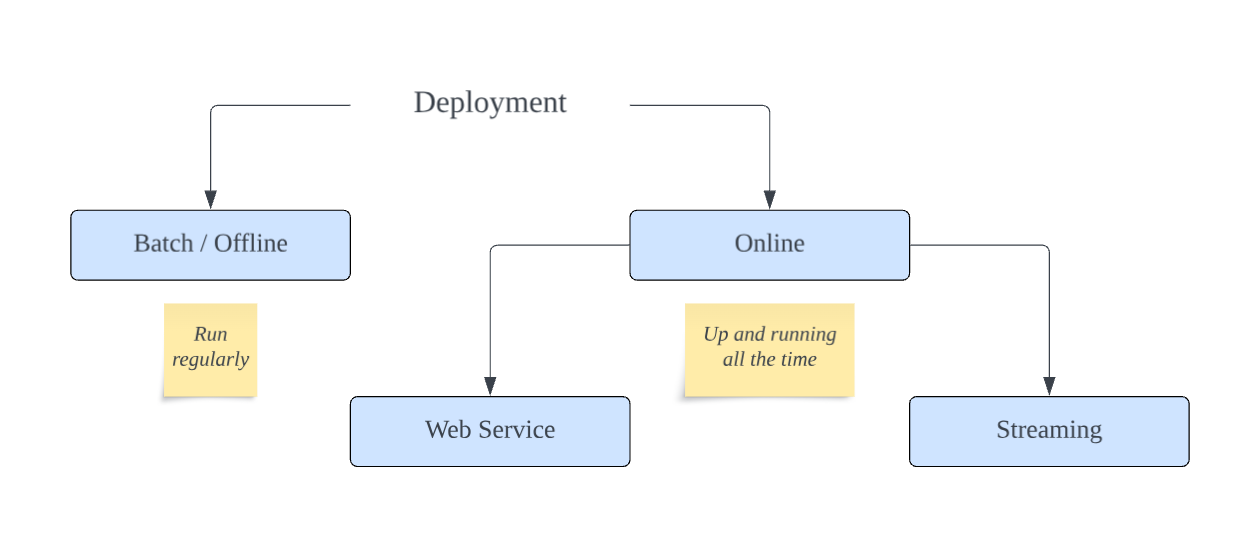 Deployment
Batch / Offline
Online
Run
regularly
Up and running
all the time
Web Service
Streaming